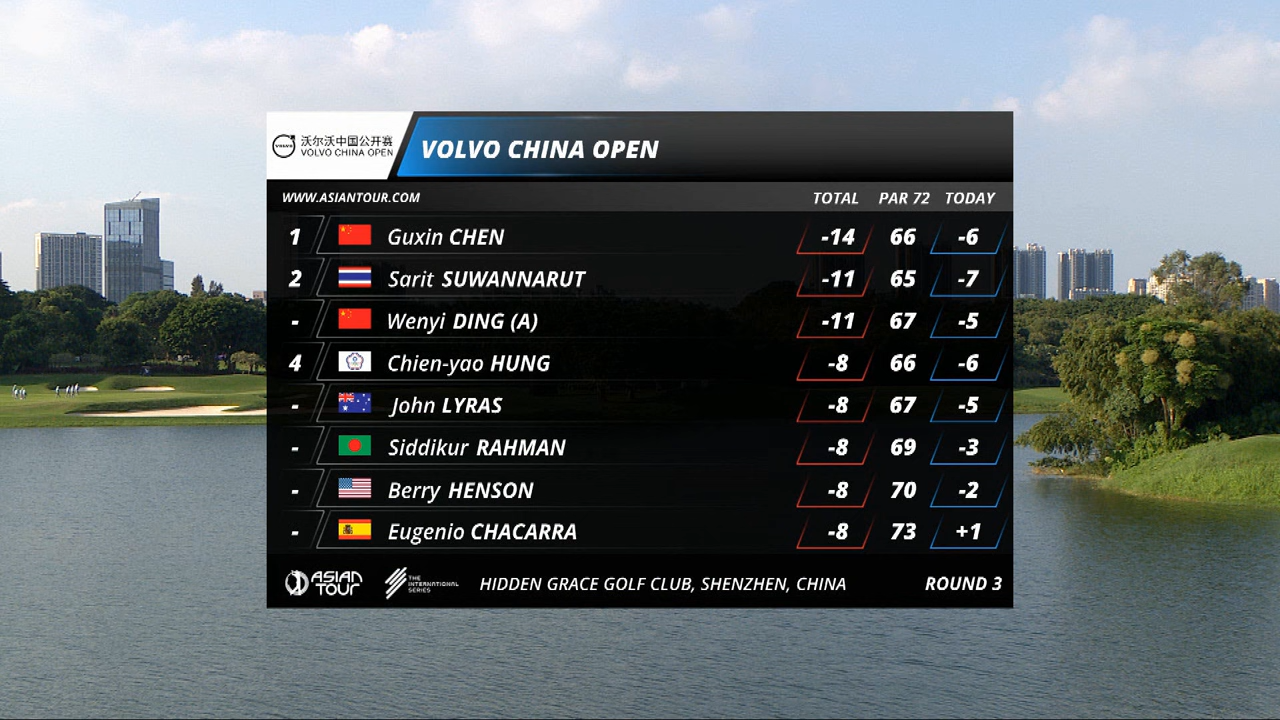 沃尔沃中国公开赛
VOLVO CHINA OPEN
VOLVO
VOLVO CHINA OPEN
WWW.ASIANTOUR.COM TOTAL PAR 72 TODAY
1 Guxin CHEN -14 66 -6
2 Sarit SUWANNARUT -11 65 -7
- Wenyi DING (A) -11 67 -5
4 Chien-yao HUNG -8 66 -6
- John LYRAS -8 67 -5
- Siddikur RAHMAN -8 69 -3
- Berry HENSON -8 70 -2
- Eugenio CHACARRA -8 73 +1
ASIAN
TOUR
THE
INTERNATIONAL
SERIES
HIDDEN GRACE GOLF CLUB, SHENZHEN, CHINA ROUND 3